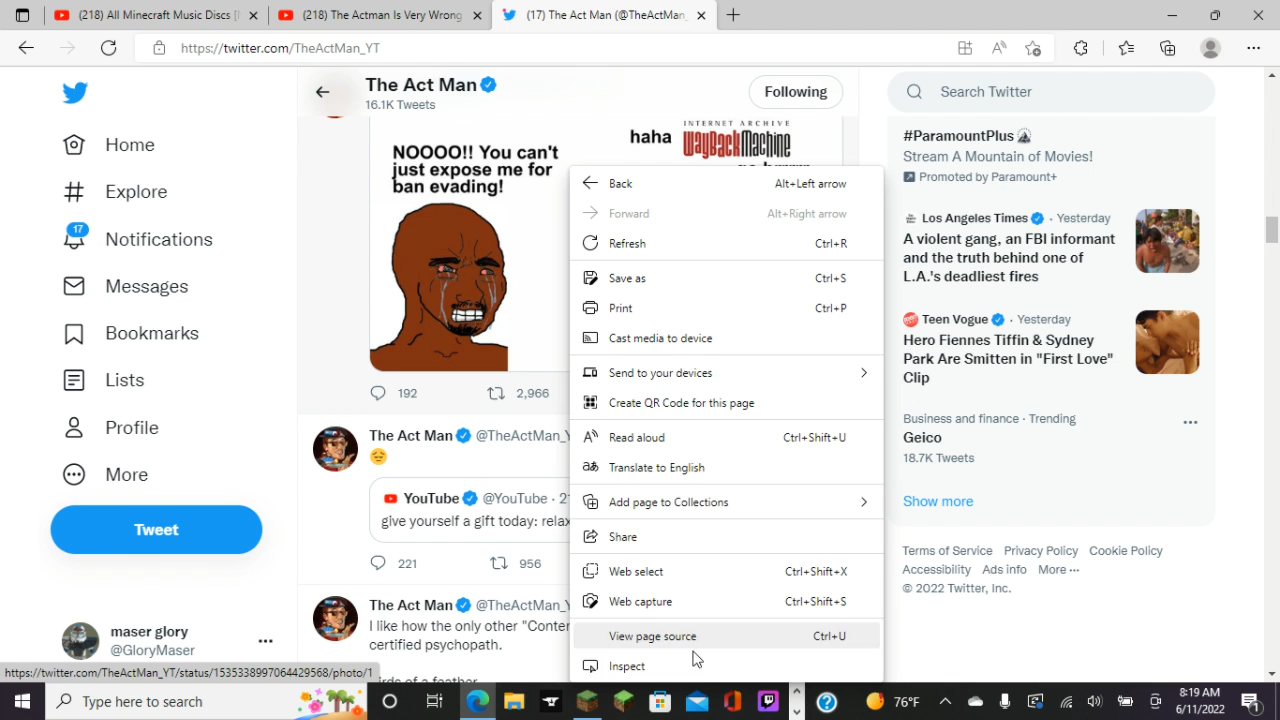 (218) All Minecraft Music Discs [
(218) The Act Man is Very Wrong
(17) The Act Man (@TheActMan_
https://twitter.com/TheActMan_YT
The Act Man
16.1K Tweets
Following
Search Twitter
Home
Explore
17
Notifications
Messages
Bookmarks
Lists
Profile
More
Tweet
maser glory
@GloryMaser
NOOOO!! You can't
just expose me for
ban evading!
haha
INTERNET ARCHIVE
WayBackMachine
192
2,966
The Act Man @TheActMan_Y
YouTube @YouTube · 21
give yourself a gift today: relax
221
956
The Act Man @TheActMan_Y
I like how the only other "Conter
certified psychopath.
Birds of a feather
Back Alt+Left arrow
Forward Alt+Right arrow
Refresh Ctrl+R
Save as Ctrl+S
Print Ctrl+P
Cast media to device
Send to your devices
Create QR Code for this page
Read aloud Ctrl+Shift+U
Translate to English
Add page to Collections
Share
Web select Ctrl+Shift+X
Web capture Ctrl+Shift+S
View page source Ctrl+U
Inspect
#ParamountPlus
Stream A Mountain of Movies!
Promoted by Paramount+
Los Angeles Times · Yesterday
A violent gang, an FBI informant
and the truth behind one of
L.A.'s deadliest fires
Teen Vogue · Yesterday
Hero Fiennes Tiffin & Sydney
Park Are Smitten in "First Love"
Clip
Business and finance · Trending
Geico
18.7K Tweets
Show more
Terms of Service Privacy Policy Cookie Policy
Accessibility Ads info More ···
© 2022 Twitter, Inc.
https://twitter.com/TheActMan_YT/status/1535338997064429568/photo/1
Type here to search
76°F
8:19 AM
6/11/2022
1